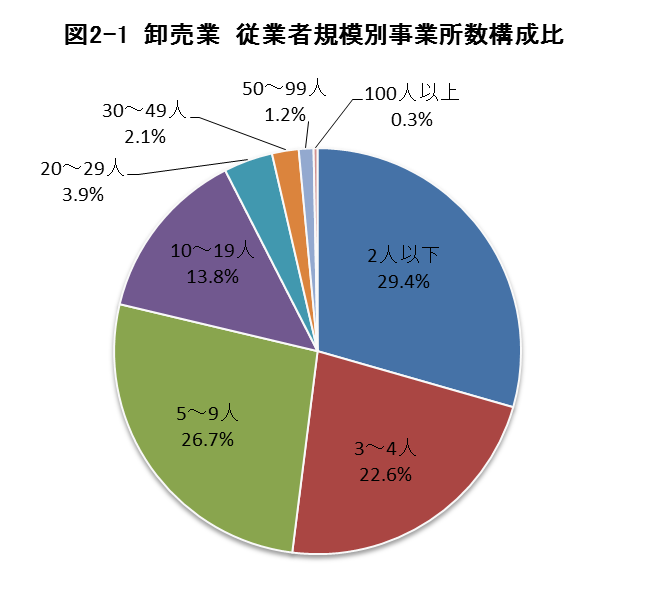 図2-1 卸売業 従業者規模別事業所数構成比
50～99人
1.2%
100人以上
0.3%
30～49人
2.1%
20～29人
3.9%
10～19人
13.8%
2人以下
29.4%
5～9人
26.7%
3～4人
22.6%